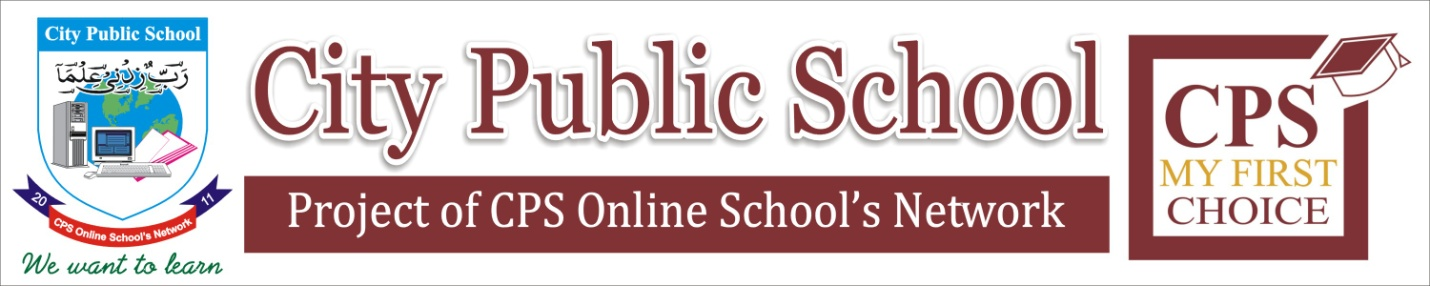 City Public School
رَبِّ زِدْنِي عِلْمًا
20 11
CPS Online School's Network
We want to learn
City Public School
Project of CPS Online School’s Network
CPS
MY FIRST
CHOICE